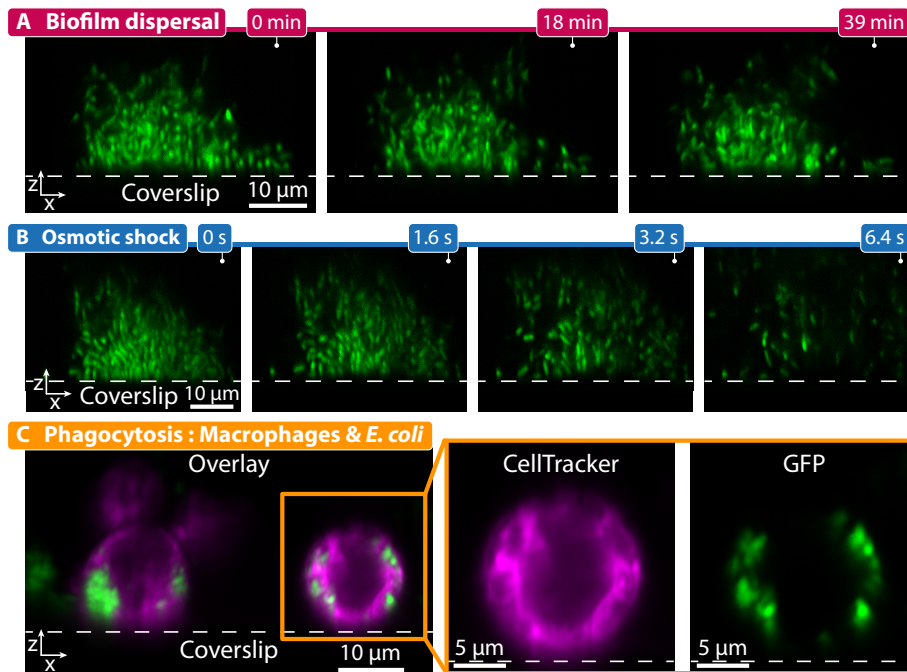 A Biofilm dispersal 0 min 18 min 39 min
z
x
Coverslip
10 µm
B Osmotic shock 0 s 1.6 s 3.2 s 6.4 s
z
x
Coverslip
10 µm
C Phagocytosis : Macrophages & E. coli
Overlay CellTracker GFP
z
x
Coverslip
10 µm
5 µm
5 µm